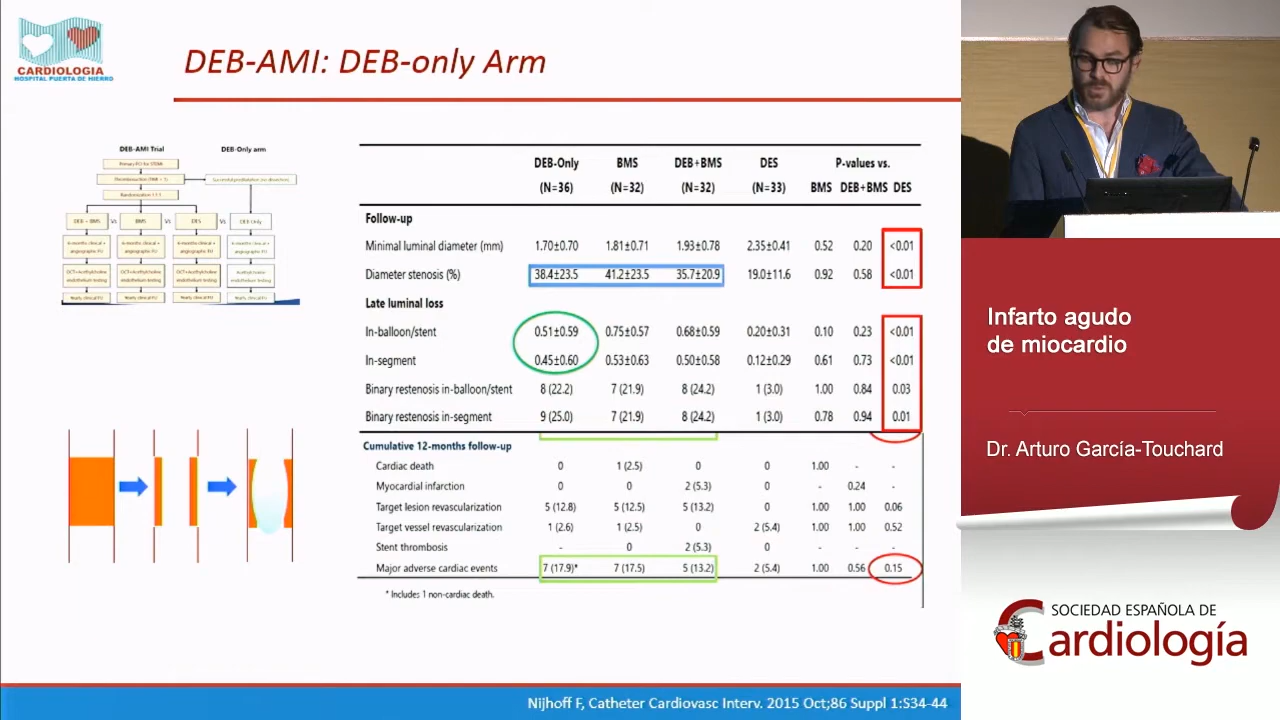 CARDIOLOGIA
HOSPITAL PUERTA DE HIERRO
DEB-AMI: DEB-only Arm
DEB-AMI Trial
DEB-Only arm
Primary PCI for STEMI
DEB + BMS Vs BMS Vs DES Vs DEB-Only
DEB-Only BMS DEB+BMS DES P-values vs.
(N=36) (N=32) (N=32) (N=33) BMS DEB+BMS DES
Follow-up
Minimal luminal diameter (mm) 1.70±0.70 1.81±0.71 1.93±0.78 2.35±0.41 0.52 0.20 <0.01
Diameter stenosis (%) 38.4±23.5 41.2±23.5 35.7±20.9 19.0±11.6 0.92 0.58 <0.01
Late luminal loss
In-balloon/stent 0.51±0.59 0.75±0.57 0.68±0.59 0.20±0.31 0.10 0.23 <0.01
In-segment 0.45±0.60 0.53±0.63 0.50±0.58 0.12±0.29 0.61 0.73 <0.01
Binary restenosis in-balloon/stent 8 (22.2) 7 (21.9) 8 (24.2) 1 (3.0) 1.00 0.84 0.03
Binary restenosis in-segment 9 (25.0) 7 (21.9) 8 (24.2) 1 (3.0) 0.78 0.94 0.01
Cumulative 12-months follow-up
Cardiac death 0 1 (2.5) 0 0 1.00 - -
Myocardial infarction 0 0 2 (5.3) 0 - 0.24 -
Target lesion revascularization 5 (12.8) 5 (12.5) 5 (13.2) 0 1.00 1.00 0.06
Target vessel revascularization 1 (2.6) 1 (2.5) 0 2 (5.4) 1.00 1.00 0.52
Stent thrombosis - 0 2 (5.3) 0 - - -
Major adverse cardiac events 7 (17.9)* 7 (17.5) 5 (13.2) 2 (5.4) 1.00 0.56 0.15
* Includes 1 non-cardiac death.
Nijhoff F, Catheter Cardiovasc Interv. 2015 Oct;86 Suppl 1:S34-44
Infarto agudo
de miocardio
Dr. Arturo García-Touchard
SOCIEDAD ESPAÑOLA DE
Cardiología